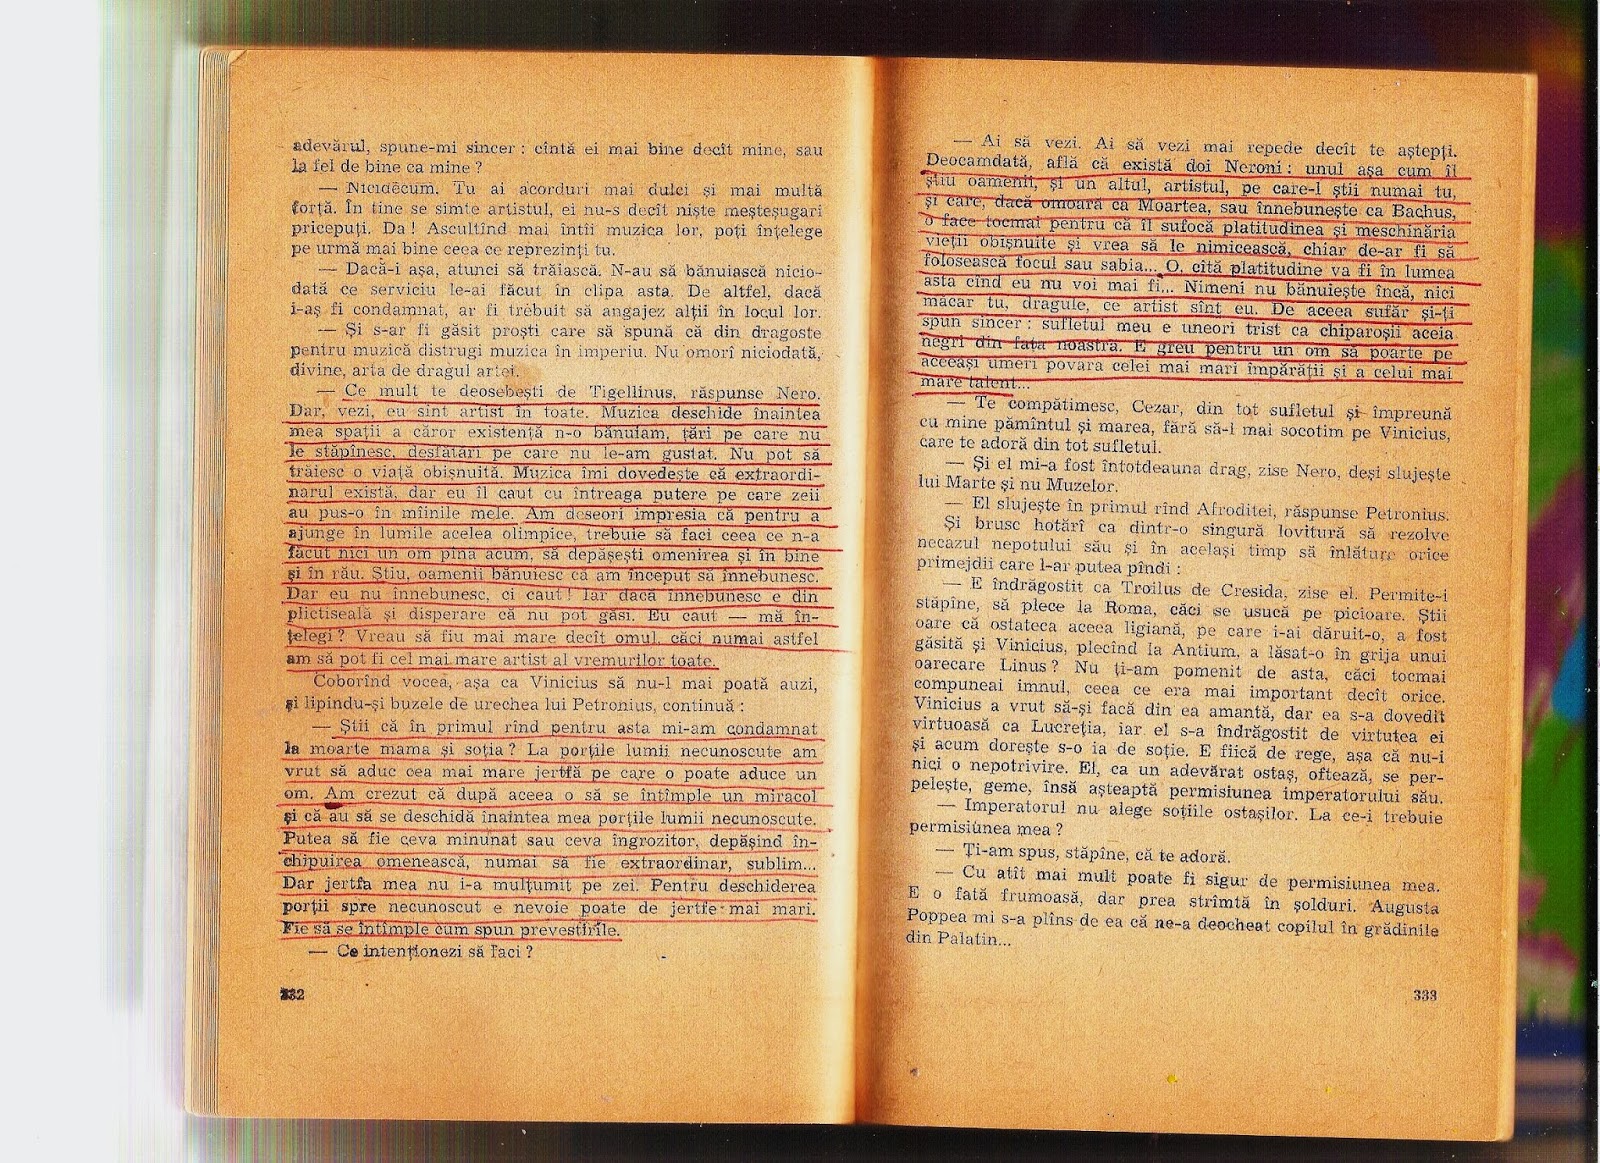 adevărul, spune-mi sincer : cîntă ei mai bine decît mine, sau
la fel de bine ca mine ?
— Nicidecum. Tu ai acorduri mai dulci și mai multă
forță. În tine se simte artistul, ei nu-s decît niște meșteșugari
pricepuți. Da ! Ascultînd mai întîi muzica lor, poți înțelege
pe urmă mai bine ceea ce reprezinți tu.
— Dacă-i așa, atunci să trăiască. N-au să bănuiască nicio-
dată ce serviciu le-ai făcut în clipa asta. De altfel, dacă
i-aș fi condamnat, ar fi trebuit să angajez alții în locul lor.
— Și s-ar fi găsit proști care să spună că din dragoste
pentru muzică distrugi muzica în imperiu. Nu omorî niciodată,
divine, arta de dragul artei.
— Ce mult te deosebești de Tigellinus, răspunse Nero.
Dar, vezi, eu sînt artist în toate. Muzica deschide înaintea
mea spații a căror existență n-o bănuiam, țări pe care nu
le stăpînesc, desfătări pe care nu le-am gustat. Nu pot să
trăiesc o viață obișnuită. Muzica îmi dovedește că extraordi-
narul există, dar eu îl caut cu întreaga putere pe care zeii
au pus-o în mîinile mele. Am deseori impresia că pentru a
ajunge în lumile acelea olimpice, trebuie să faci ceea ce n-a
făcut nici un om pînă acum, să depășești omenirea și în bine
și în rău. Știu, oamenii bănuiesc că am început să înnebunesc.
Dar eu nu înnebunesc, ci caut ! Iar dacă înnebunesc e din
plictiseală și disperare că nu pot găsi. Eu caut — mă în-
țelegi ? Vreau să fiu mai mare decît omul, căci numai astfel
am să pot fi cel mai mare artist al vremurilor toate.
Coborînd vocea, așa ca Vinicius să nu-l mai poată auzi,
și lipindu-și buzele de urechea lui Petronius, continuă :
— Știi că în primul rînd pentru asta mi-am condamnat
la moarte mama și soția ? La porțile lumii necunoscute am
vrut să aduc cea mai mare jertfă pe care o poate aduce un
om. Am crezut că după aceea o să se întîmple un miracol
și că au să se deschidă înaintea mea porțile lumii necunoscute.
Putea să fie ceva minunat sau ceva îngrozitor, depășind în-
chipuirea omenească, numai să fie extraordinar, sublim...
Dar jertfa mea nu i-a mulțumit pe zei. Pentru deschiderea
porții spre necunoscut e nevoie poate de jertfe mai mari.
Fie să se întîmple cum spun prevestirile.
— Ce intenționezi să faci ?
332
— Ai să vezi. Ai să vezi mai repede decît te aștepți.
Deocamdată, află că există doi Neroni : unul așa cum îl
știu oamenii, și un altul, artistul, pe care-l știi numai tu,
și care, dacă omoară ca Moartea, sau înnebunește ca Bachus,
o face tocmai pentru că îl sufocă platitudinea și meschinăria
vieții obișnuite și vrea să le nimicească, chiar de-ar fi să
folosească focul sau sabia... O, cîtă platitudine va fi în lumea
asta cînd eu nu voi mai fi... Nimeni nu bănuiește încă, nici
măcar tu, dragule, ce artist sînt eu. De aceea sufăr și-ți
spun sincer : sufletul meu e uneori trist ca chiparoșii aceia
negri din fața noastră. E greu pentru un om să poarte pe
aceeași umeri povara celei mai mari împărății și a celui mai
mare talent...
— Te compătimesc, Cezar, din tot sufletul și împreună
cu mine pămîntul și marea, fără să-l mai socotim pe Vinicius,
care te adoră din tot sufletul.
— Și el mi-a fost întotdeauna drag, zise Nero, deși slujește
lui Marte și nu Muzelor.
— El slujește în primul rînd Afroditei, răspunse Petronius.
Și brusc hotărî ca dintr-o singură lovitură să rezolve
necazul nepotului său și în același timp să înlăture orice
primejdii care l-ar putea pîndi :
— E îndrăgostit ca Troilus de Cresida, zise el. Permite-i
stăpîne, să plece la Roma, căci se usucă pe picioare. Știi
oare că ostateca aceea ligiană, pe care i-ai dăruit-o, a fost
găsită și Vinicius, plecînd la Antium, a lăsat-o în grija unui
oarecare Linus ? Nu ți-am pomenit de asta, căci tocmai
compuneai imnul, ceea ce era mai important decît orice.
Vinicius a vrut să-și facă din ea amantă, dar ea s-a dovedit
virtuoasă ca Lucreția, iar el s-a îndrăgostit de virtutea ei
și acum dorește s-o ia de soție. E fiică de rege, așa că nu-i
nici o nepotrivire. El, ca un adevărat ostaș, oftează, se per-
pelește, geme, însă așteaptă permisiunea imperatorului său.
— Imperatorul nu alege soțiile ostașilor. La ce-i trebuie
permisiunea mea ?
— Ți-am spus, stăpîne, că te adoră.
— Cu atît mai mult poate fi sigur de permisiunea mea.
E o fată frumoasă, dar prea strîmtă în șolduri. Augusta
Poppea mi s-a plîns de ea că ne-a deocheat copilul în grădinile
din Palatin...
333